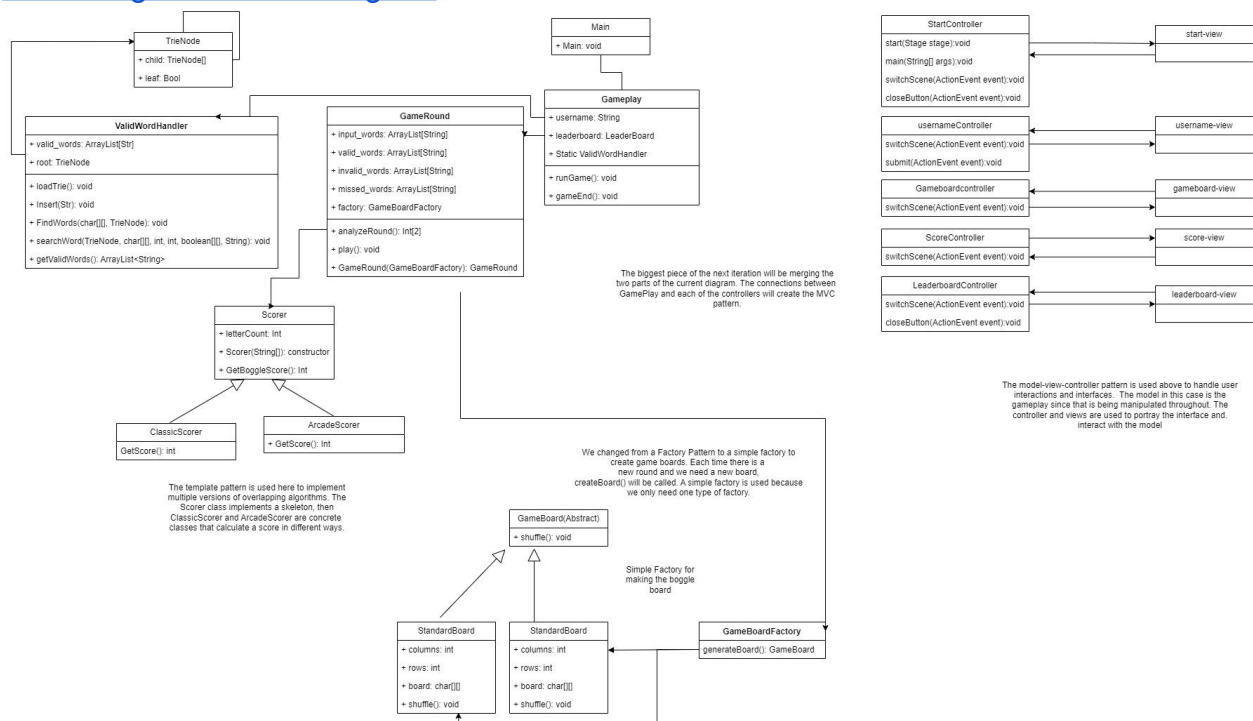 TrieNode
+ child: TrieNode[]
+ leaf: Bool
Main
+ Main: void
StartController
start(Stage stage):void
main(String[] args):void
switchScene(ActionEvent event):void
closeButton(ActionEvent event):void
start-view
ValidWordHandler
+ valid_words: ArrayList[Str]
+ root: TrieNode
+ loadTrie(): void
+ Insert(Str): void
+ FindWords(char[][], TrieNode): void
+ searchWord(TrieNode, char[][], int, int, boolean[][], String): void
+ getValidWords(): ArrayList<String>
GameRound
+ input_words: ArrayList[String]
+ valid_words: ArrayList[String]
+ invalid_words: ArrayList[String]
+ missed_words: ArrayList[String]
+ factory: GameBoardFactory
+ analyzeRound(): Int[2]
+ play(): void
+ GameRound(GameBoardFactory): GameRound
Gameplay
+ username: String
+ leaderboard: LeaderBoard
+ Static ValidWordHandler
+ runGame(): void
+ gameEnd(): void
usernameController
switchScene(ActionEvent event):void
submit(ActionEvent event):void
username-view
Gameboardcontroller
switchScene(ActionEvent event):void
gameboard-view
ScoreController
switchScene(ActionEvent event):void
score-view
LeaderboardController
switchScene(ActionEvent event):void
closeButton(ActionEvent event):void
leaderboard-view
The biggest piece of the next iteration will be merging the
two parts of the current diagram. The connections between
GamePlay and each of the controllers will create the MVC
pattern.
Scorer
+ letterCount: Int
+ Scorer(String[]): constructor
+ GetBoggleScore(): Int
ClassicScorer
GetScore(): int
ArcadeScorer
+ GetScore(): Int
The model-view-controller pattern is used above to handle user
interactions and interfaces. The model in this case is the
gameplay since that is being manipulated throughout. The
controller and views are used to portray the interface and
interact with the model
The template pattern is used here to implement
multiple versions of overlapping algorithms. The
Scorer class implements a skeleton, then
ClassicScorer and ArcadeScorer are concrete
classes that calculate a score in different ways.
We changed from a Factory Pattern to a simple factory to
create game boards. Each time there is a
new round and we need a new board,
createBoard() will be called. A simple factory is used because
we only need one type of factory.
GameBoard(Abstract)
+ shuffle(): void
Simple Factory for
making the boggle
board
StandardBoard
+ columns: int
+ rows: int
+ board: char[][]
+ shuffle(): void
StandardBoard
+ columns: int
+ rows: int
+ board: char[][]
+ shuffle(): void
GameBoardFactory
generateBoard(): GameBoard